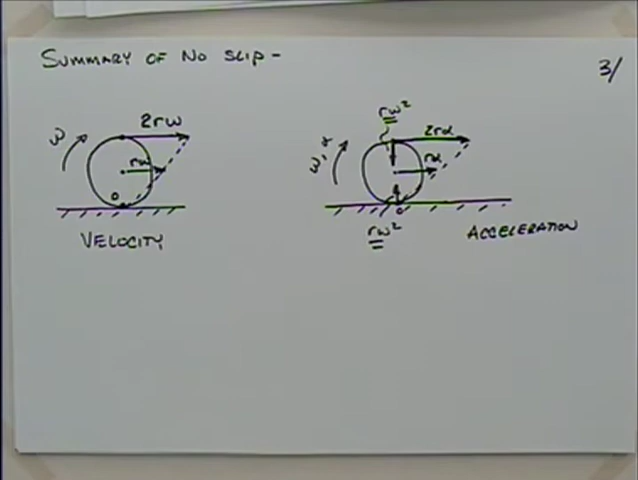 SUMMARY OF NO SLIP -
3/
ω
2rω
rω
o
VELOCITY
rω²
2rα
ω, α
rα
o
rω²
ACCELERATION